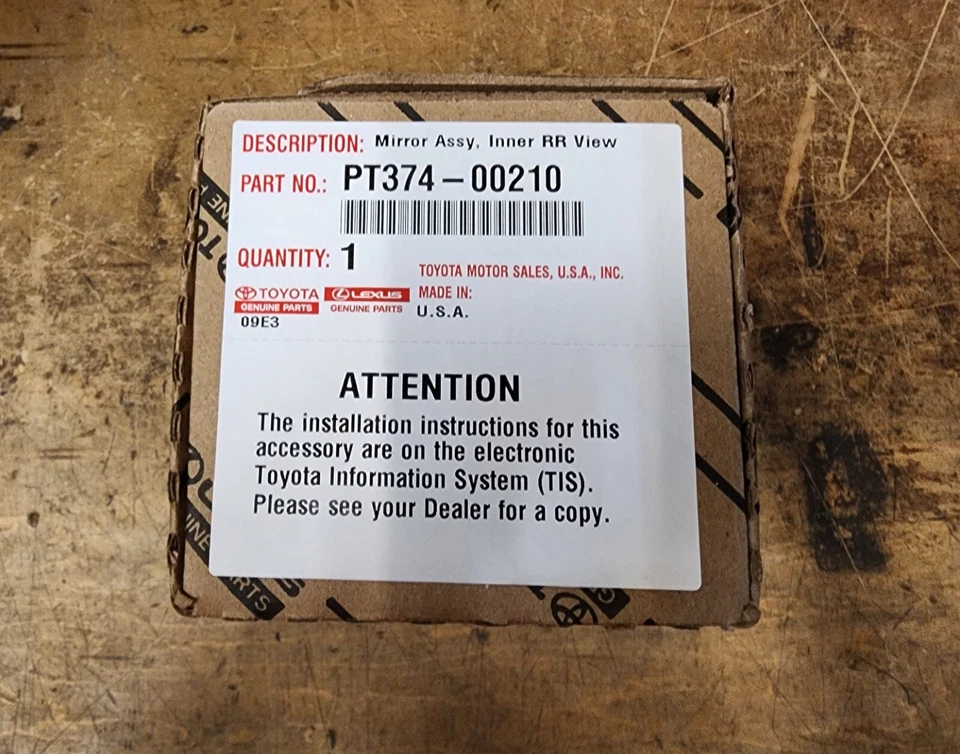 DESCRIPTION: Mirror Assy, Inner RR View
PART NO.: PT374-00210
QUANTITY: 1
TOYOTA MOTOR SALES, U.S.A., INC.
TOYOTA LEXUS MADE IN:
GENUINE PARTS GENUINE PARTS U.S.A.
09E3
ATTENTION
The installation instructions for this
accessory are on the electronic
Toyota Information System (TIS).
Please see your Dealer for a copy.
PARTS